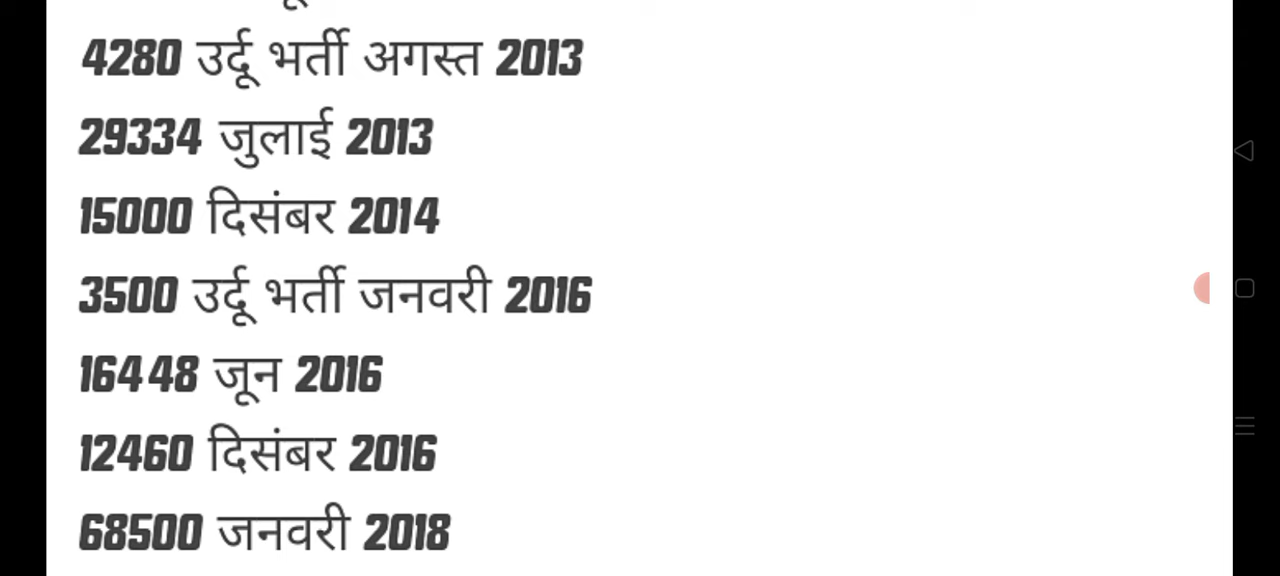 4280 उर्दू भर्ती अगस्त 2013
29334 जुलाई 2013
15000 दिसंबर 2014
3500 उर्दू भर्ती जनवरी 2016
16448 जून 2016
12460 दिसंबर 2016
68500 जनवरी 2018